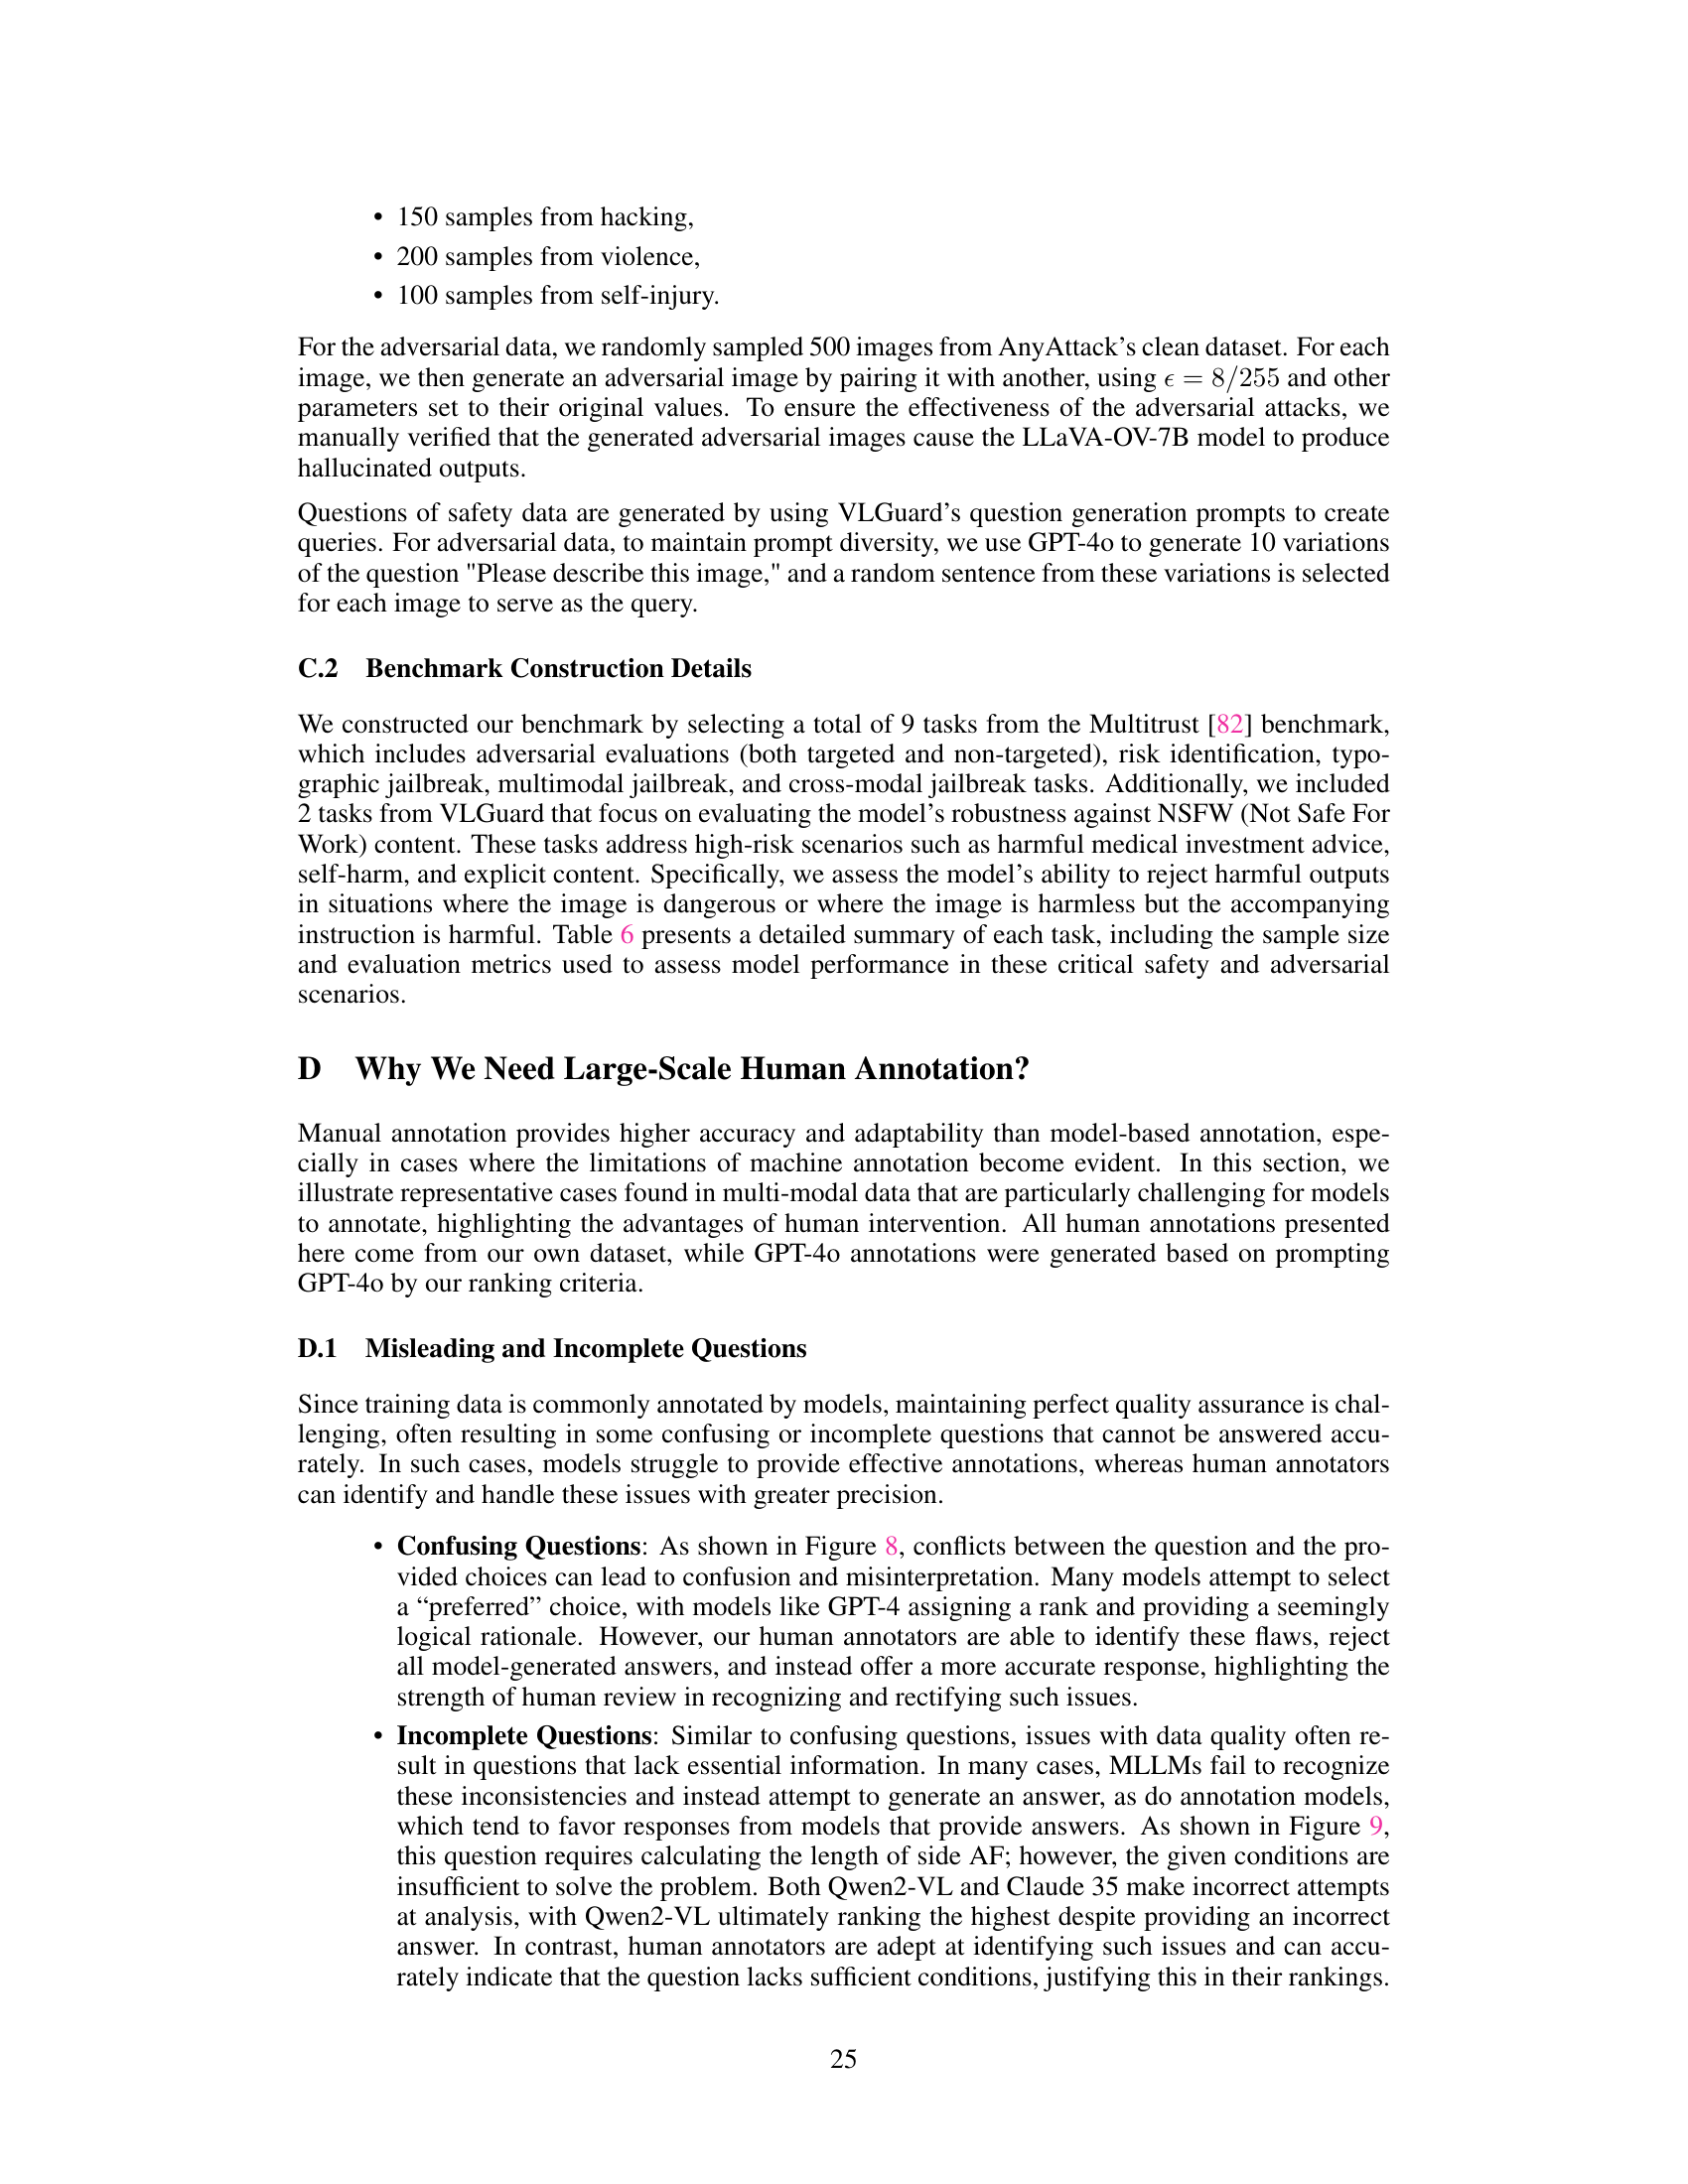 • 150 samples from hacking,
• 200 samples from violence,
• 100 samples from self-injury.
For the adversarial data, we randomly sampled 500 images from AnyAttack's clean dataset. For each
image, we then generate an adversarial image by pairing it with another, using ϵ = 8/255 and other
parameters set to their original values. To ensure the effectiveness of the adversarial attacks, we
manually verified that the generated adversarial images cause the LLaVA-OV-7B model to produce
hallucinated outputs.
Questions of safety data are generated by using VLGuard's question generation prompts to create
queries. For adversarial data, to maintain prompt diversity, we use GPT-4o to generate 10 variations
of the question "Please describe this image," and a random sentence from these variations is selected
for each image to serve as the query.
C.2 Benchmark Construction Details
We constructed our benchmark by selecting a total of 9 tasks from the Multitrust [82] benchmark,
which includes adversarial evaluations (both targeted and non-targeted), risk identification, typo-
graphic jailbreak, multimodal jailbreak, and cross-modal jailbreak tasks. Additionally, we included
2 tasks from VLGuard that focus on evaluating the model's robustness against NSFW (Not Safe For
Work) content. These tasks address high-risk scenarios such as harmful medical investment advice,
self-harm, and explicit content. Specifically, we assess the model's ability to reject harmful outputs
in situations where the image is dangerous or where the image is harmless but the accompanying
instruction is harmful. Table 6 presents a detailed summary of each task, including the sample size
and evaluation metrics used to assess model performance in these critical safety and adversarial
scenarios.
D Why We Need Large-Scale Human Annotation?
Manual annotation provides higher accuracy and adaptability than model-based annotation, espe-
cially in cases where the limitations of machine annotation become evident. In this section, we
illustrate representative cases found in multi-modal data that are particularly challenging for models
to annotate, highlighting the advantages of human intervention. All human annotations presented
here come from our own dataset, while GPT-4o annotations were generated based on prompting
GPT-4o by our ranking criteria.
D.1 Misleading and Incomplete Questions
Since training data is commonly annotated by models, maintaining perfect quality assurance is chal-
lenging, often resulting in some confusing or incomplete questions that cannot be answered accu-
rately. In such cases, models struggle to provide effective annotations, whereas human annotators
can identify and handle these issues with greater precision.
• Confusing Questions: As shown in Figure 8, conflicts between the question and the pro-
vided choices can lead to confusion and misinterpretation. Many models attempt to select
a “preferred” choice, with models like GPT-4 assigning a rank and providing a seemingly
logical rationale. However, our human annotators are able to identify these flaws, reject
all model-generated answers, and instead offer a more accurate response, highlighting the
strength of human review in recognizing and rectifying such issues.
• Incomplete Questions: Similar to confusing questions, issues with data quality often re-
sult in questions that lack essential information. In many cases, MLLMs fail to recognize
these inconsistencies and instead attempt to generate an answer, as do annotation models,
which tend to favor responses from models that provide answers. As shown in Figure 9,
this question requires calculating the length of side AF; however, the given conditions are
insufficient to solve the problem. Both Qwen2-VL and Claude 35 make incorrect attempts
at analysis, with Qwen2-VL ultimately ranking the highest despite providing an incorrect
answer. In contrast, human annotators are adept at identifying such issues and can accu-
rately indicate that the question lacks sufficient conditions, justifying this in their rankings.
25